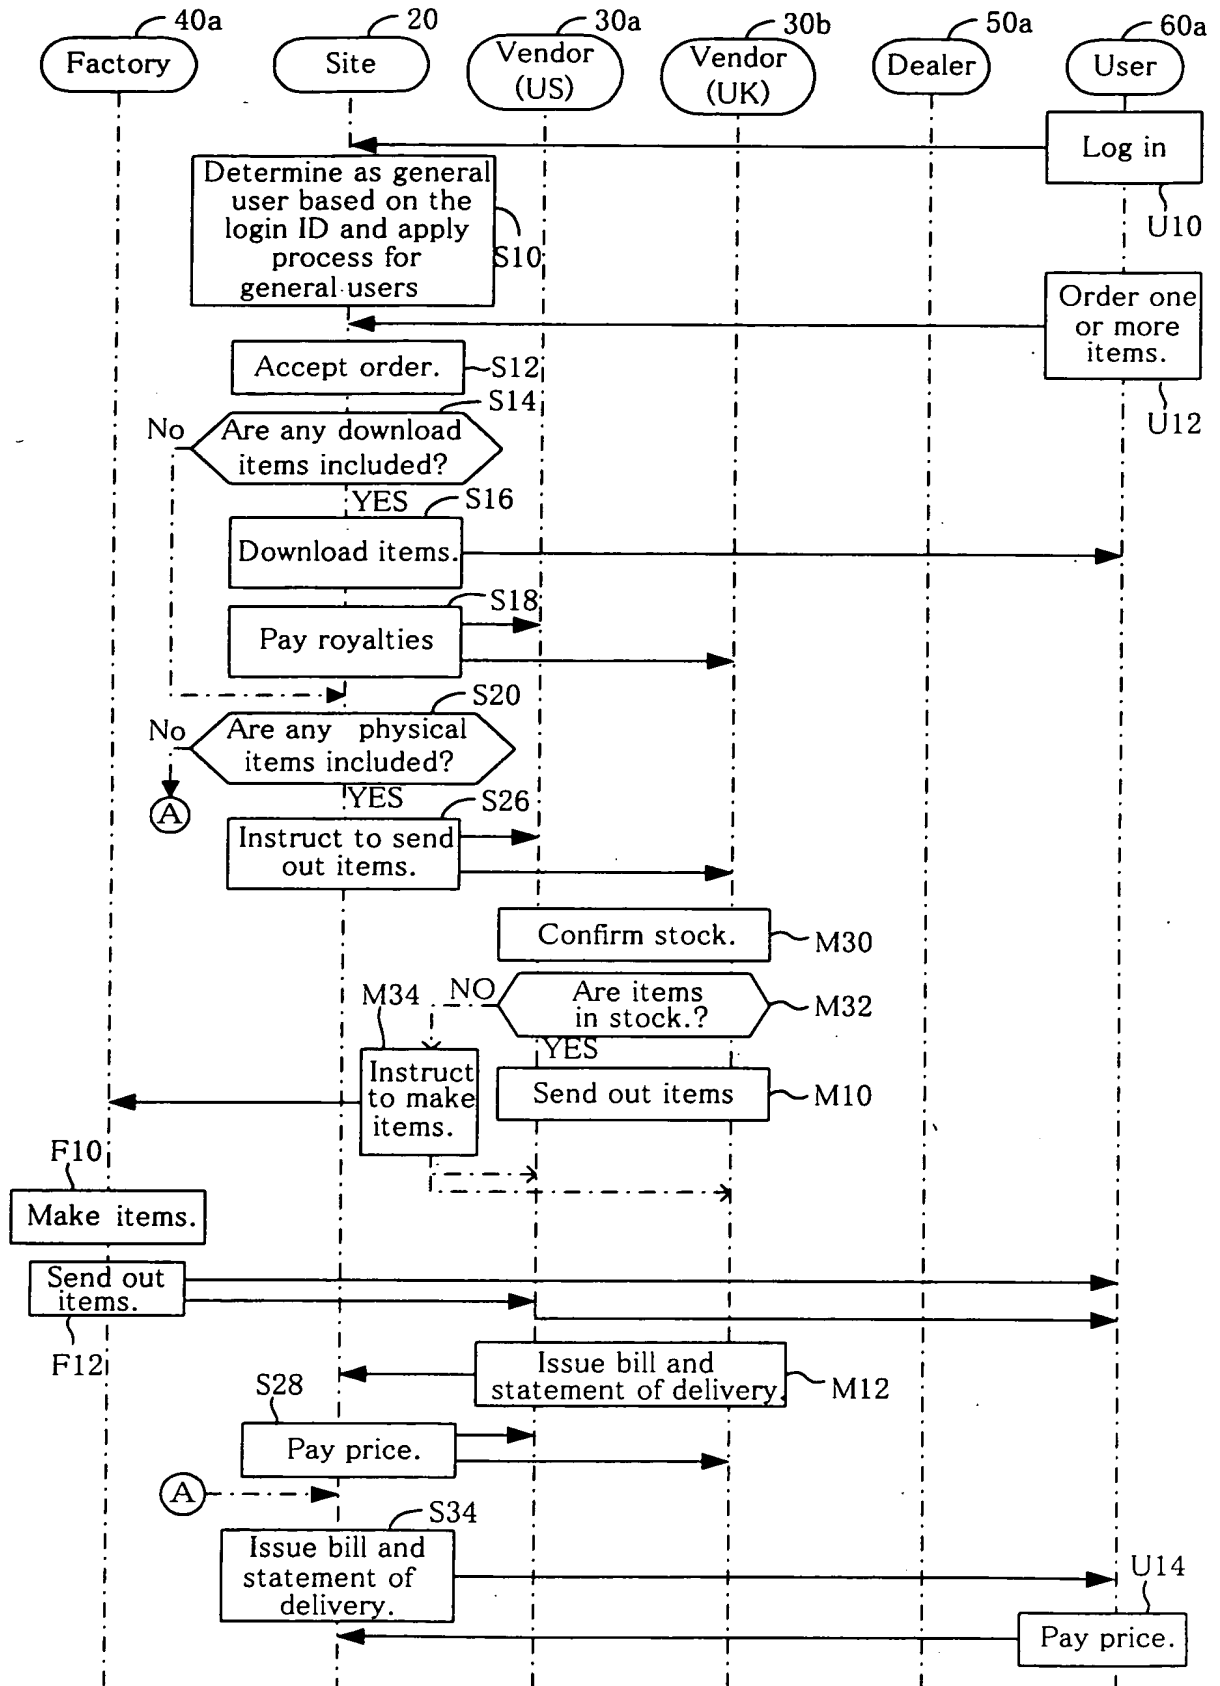 40a
20
30a
30b
50a
60a
Factory
Site
Vendor
(US)
Vendor
(UK)
Dealer
User
Log in
U10
Determine as general
user based on the
login ID and apply
process for
general users
S10
Order one
or more
items.
U12
Accept order.
S12
S14
No
Are any download
items included?
YES
S16
Download items.
S18
Pay royalties
S20
No
Are any physical
items included?
A
YES
S26
Instruct to send
out items.
Confirm stock.
M30
M34
NO
Are items
in stock.?
M32
YES
Instruct
to make
items.
Send out items
M10
F10
Make items.
Send out
items.
F12
Issue bill and
statement of delivery.
M12
S28
Pay price.
A
S34
Issue bill and
statement of
delivery.
U14
Pay price.